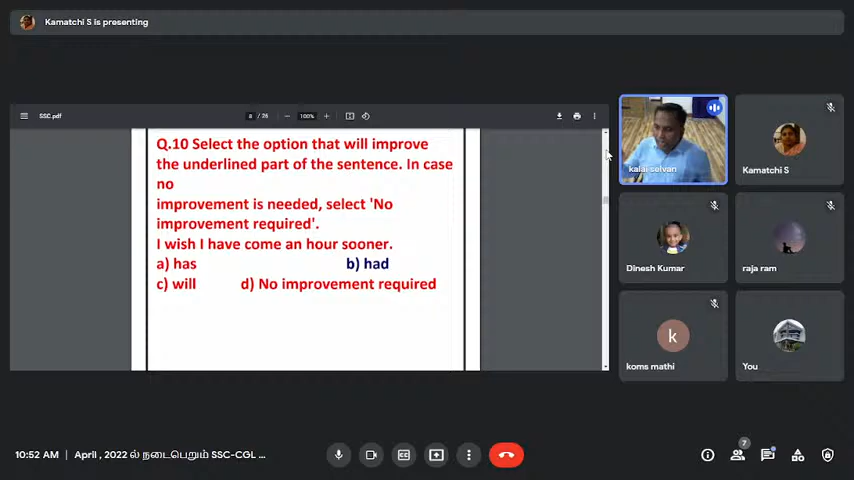 Kamatchi S is presenting
SSC.pdf
8 / 26
100%
Q.10 Select the option that will improve
the underlined part of the sentence. In case
no
improvement is needed, select 'No
improvement required'.
I wish I have come an hour sooner.
a) has b) had
c) will d) No improvement required
kalai selvan
Kamatchi S
Dinesh Kumar
raja ram
k
koms mathi
You
10:52 AM | April , 2022 ல் நடைபெறும் SSC-CGL ...
7